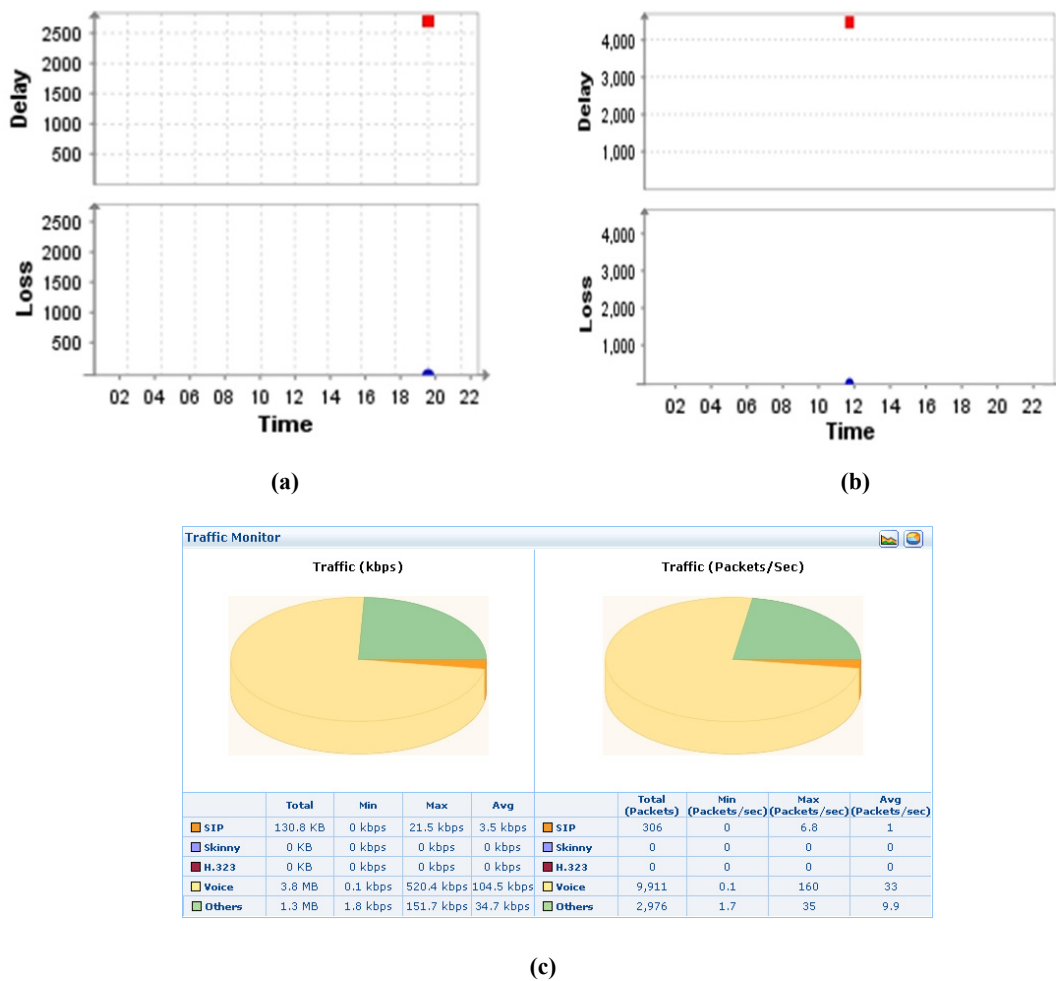 2500
2000
1500
1000
500
Delay
2500
2000
1500
1000
500
Loss
02 04 06 08 10 12 14 16 18 20 22
Time
(a)
4,000
3,000
2,000
1,000
Delay
4,000
3,000
2,000
1,000
Loss
02 04 06 08 10 12 14 16 18 20 22
Time
(b)
Traffic Monitor
Traffic (kbps)
Traffic (Packets/Sec)
Total Min Max Avg
SIP 130.8 KB 0 kbps 21.5 kbps 3.5 kbps
Skinny 0 KB 0 kbps 0 kbps 0 kbps
H.323 0 KB 0 kbps 0 kbps 0 kbps
Voice 3.8 MB 0.1 kbps 520.4 kbps 104.5 kbps
Others 1.3 MB 1.8 kbps 151.7 kbps 34.7 kbps
Total Min Max Avg
(Packets) (Packets/sec) (Packets/sec) (Packets/sec)
SIP 306 0 6.8 1
Skinny 0 0 0 0
H.323 0 0 0 0
Voice 9,911 0.1 160 33
Others 2,976 1.7 35 9.9
(c)